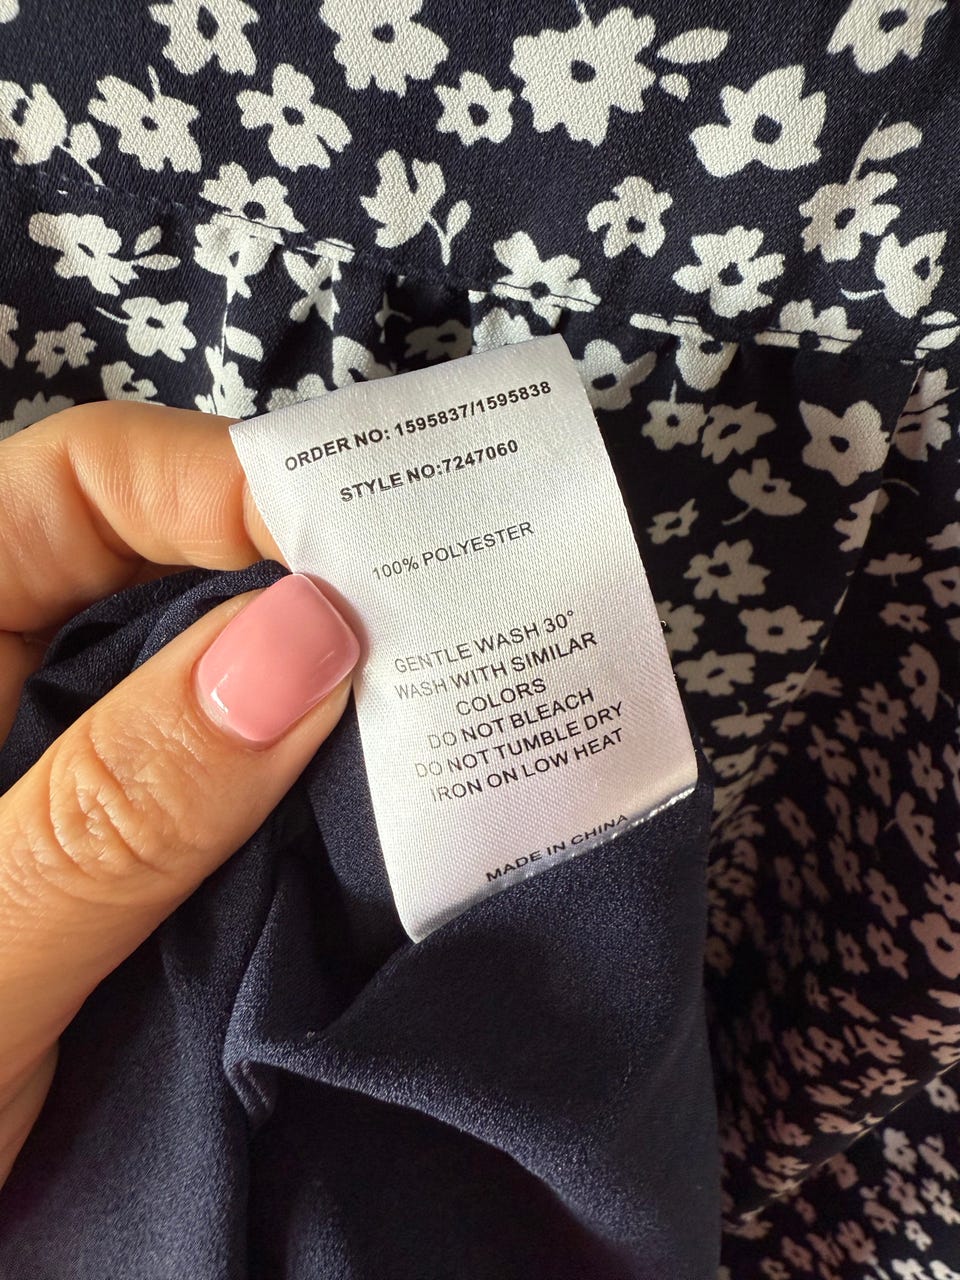 ORDER NO: 1595837/1595838
STYLE NO:7247060
100% POLYESTER
GENTLE WASH 30°
WASH WITH SIMILAR
COLORS
DO NOT BLEACH
DO NOT TUMBLE DRY
IRON ON LOW HEAT
MADE IN CHINA